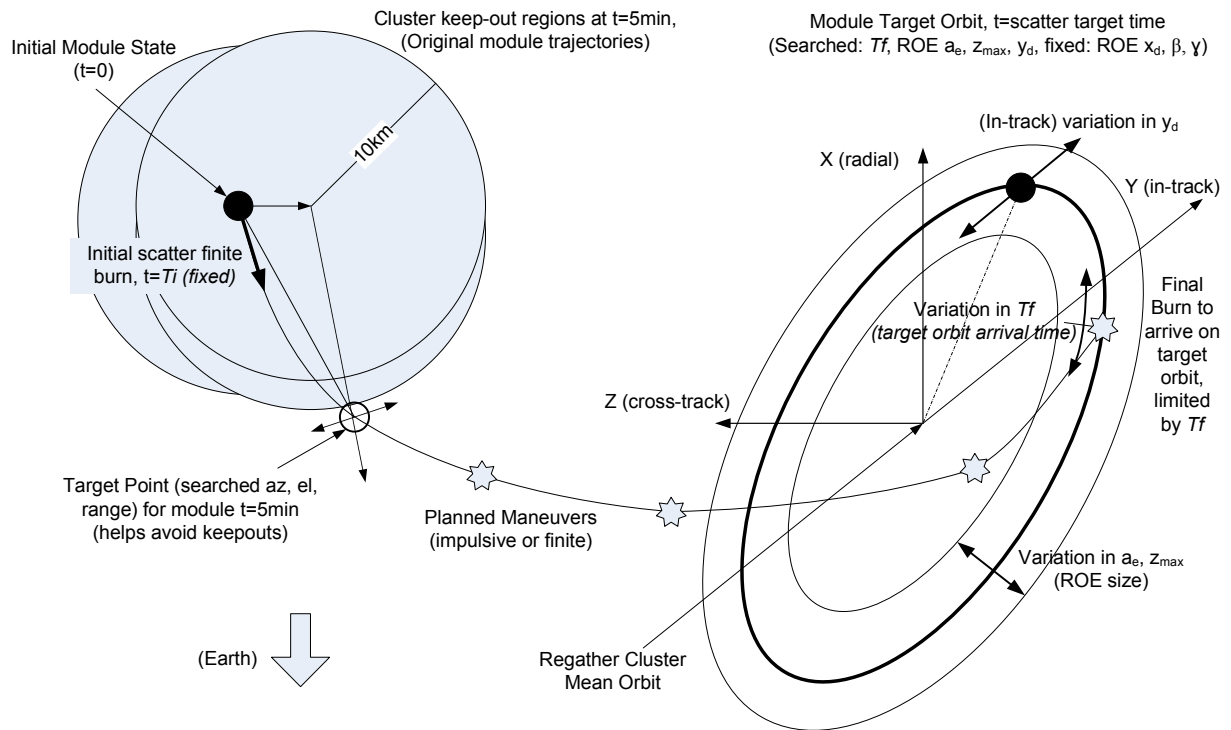 Cluster keep-out regions at t=5min,
(Original module trajectories)
Module Target Orbit, t=scatter target time
(Searched: Tf, ROE aₑ, zₘₐₓ, y_d, fixed: ROE x_d, β, ɣ)
Initial Module State
(t=0)
10km
Initial scatter finite
burn, t=Ti (fixed)
(In-track) variation in y_d
X (radial)
Y (in-track)
Variation in Tf
(target orbit arrival time)
Final
Burn to
arrive on
target
orbit,
limited
by Tf
Z (cross-track)
Target Point (searched az, el,
range) for module t=5min
(helps avoid keepouts)
Planned Maneuvers
(impulsive or finite)
Variation in aₑ, zₘₐₓ
(ROE size)
(Earth)
Regather Cluster
Mean Orbit